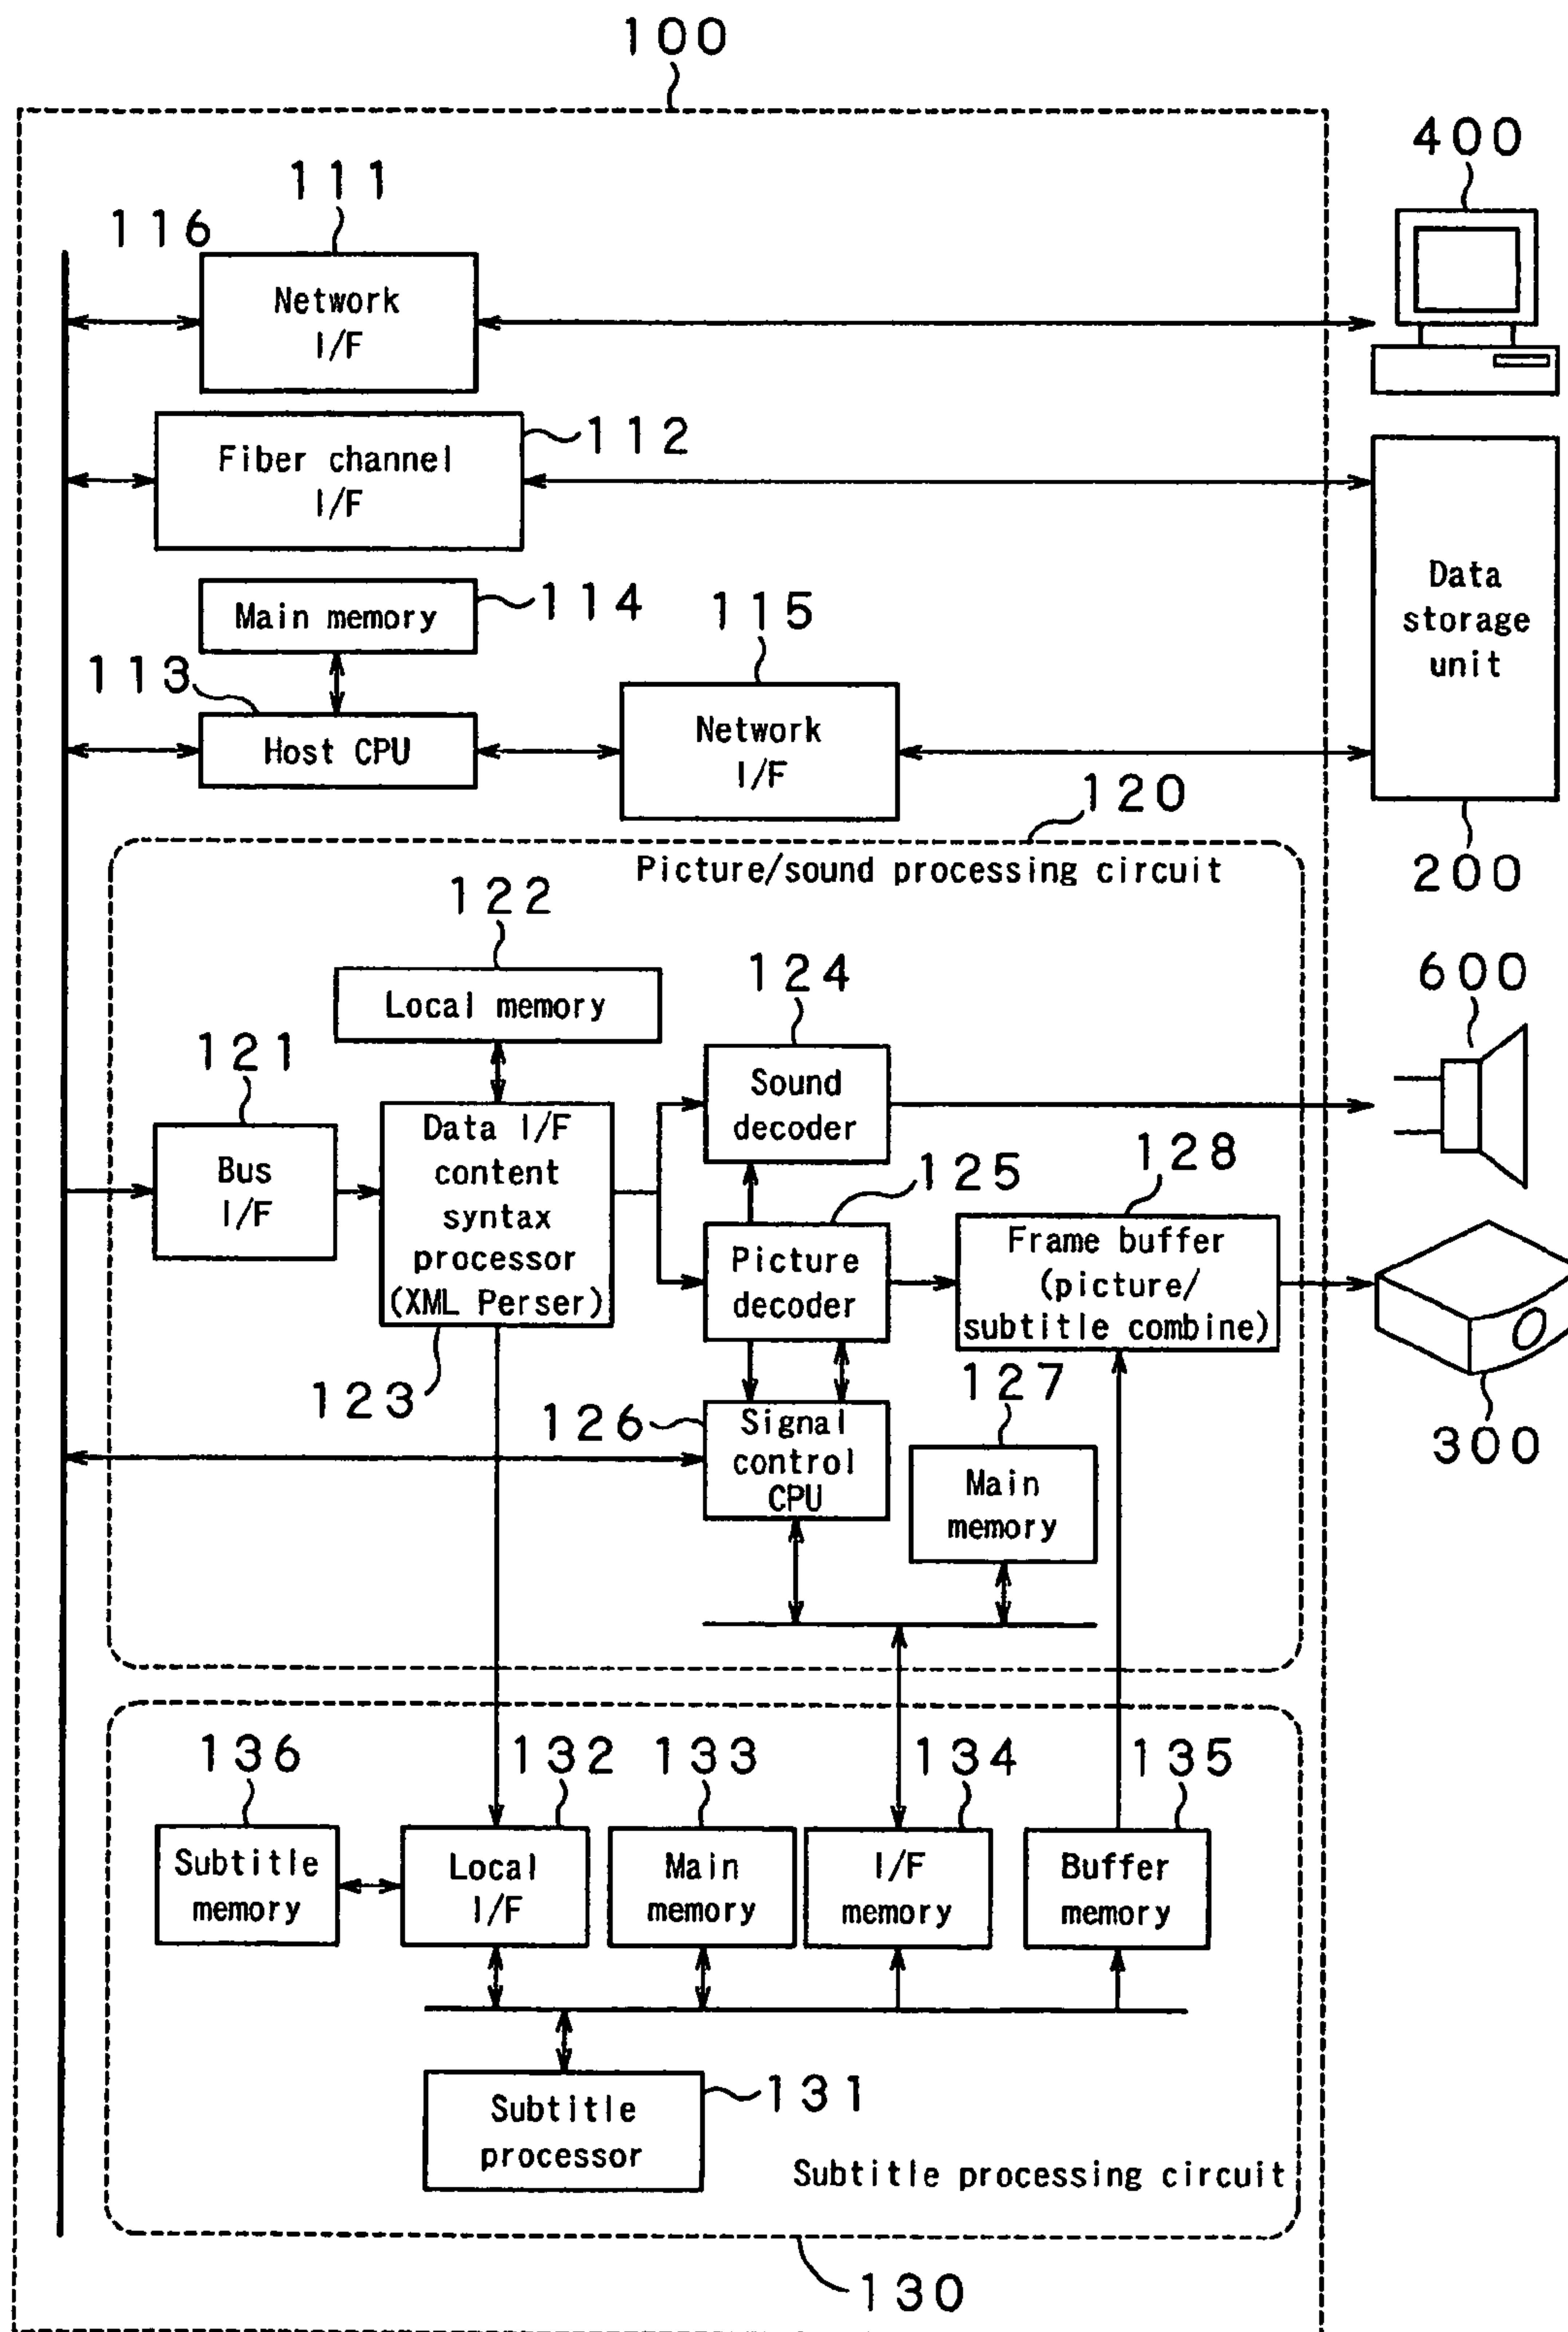 100
400
111
116
Network
I/F
112
Fiber channel
I/F
Data
storage
unit
114
Main memory
115
113
Host CPU
Network
I/F
120
200
Picture/sound processing circuit
122
Local memory
124
600
121
Sound
decoder
Bus
I/F
Data I/F
content
syntax
processor
(XML Perser)
125
128
Picture
decoder
Frame buffer
(picture/
subtitle combine)
123
127
126
Signal
control
CPU
300
Main
memory
136
132
133
134
135
Subtitle
memory
Local
I/F
Main
memory
I/F
memory
Buffer
memory
131
Subtitle
processor
Subtitle processing circuit
130